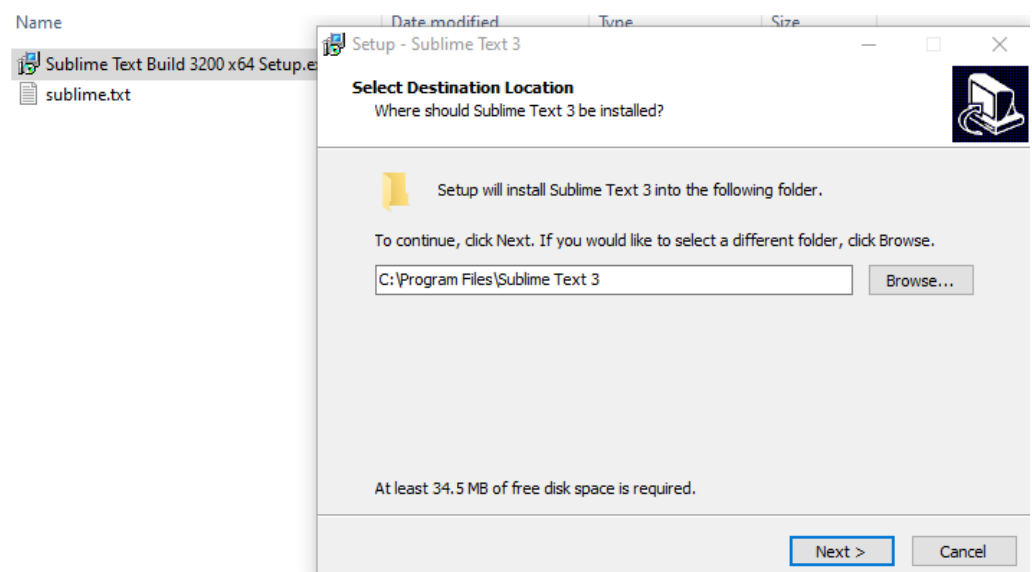 Name Date modified Type Size
Setup - Sublime Text 3
Sublime Text Build 3200 x64 Setup.e
sublime.txt
Select Destination Location
Where should Sublime Text 3 be installed?
Setup will install Sublime Text 3 into the following folder.
To continue, click Next. If you would like to select a different folder, click Browse.
C:\Program Files\Sublime Text 3
Browse...
At least 34.5 MB of free disk space is required.
Next >
Cancel